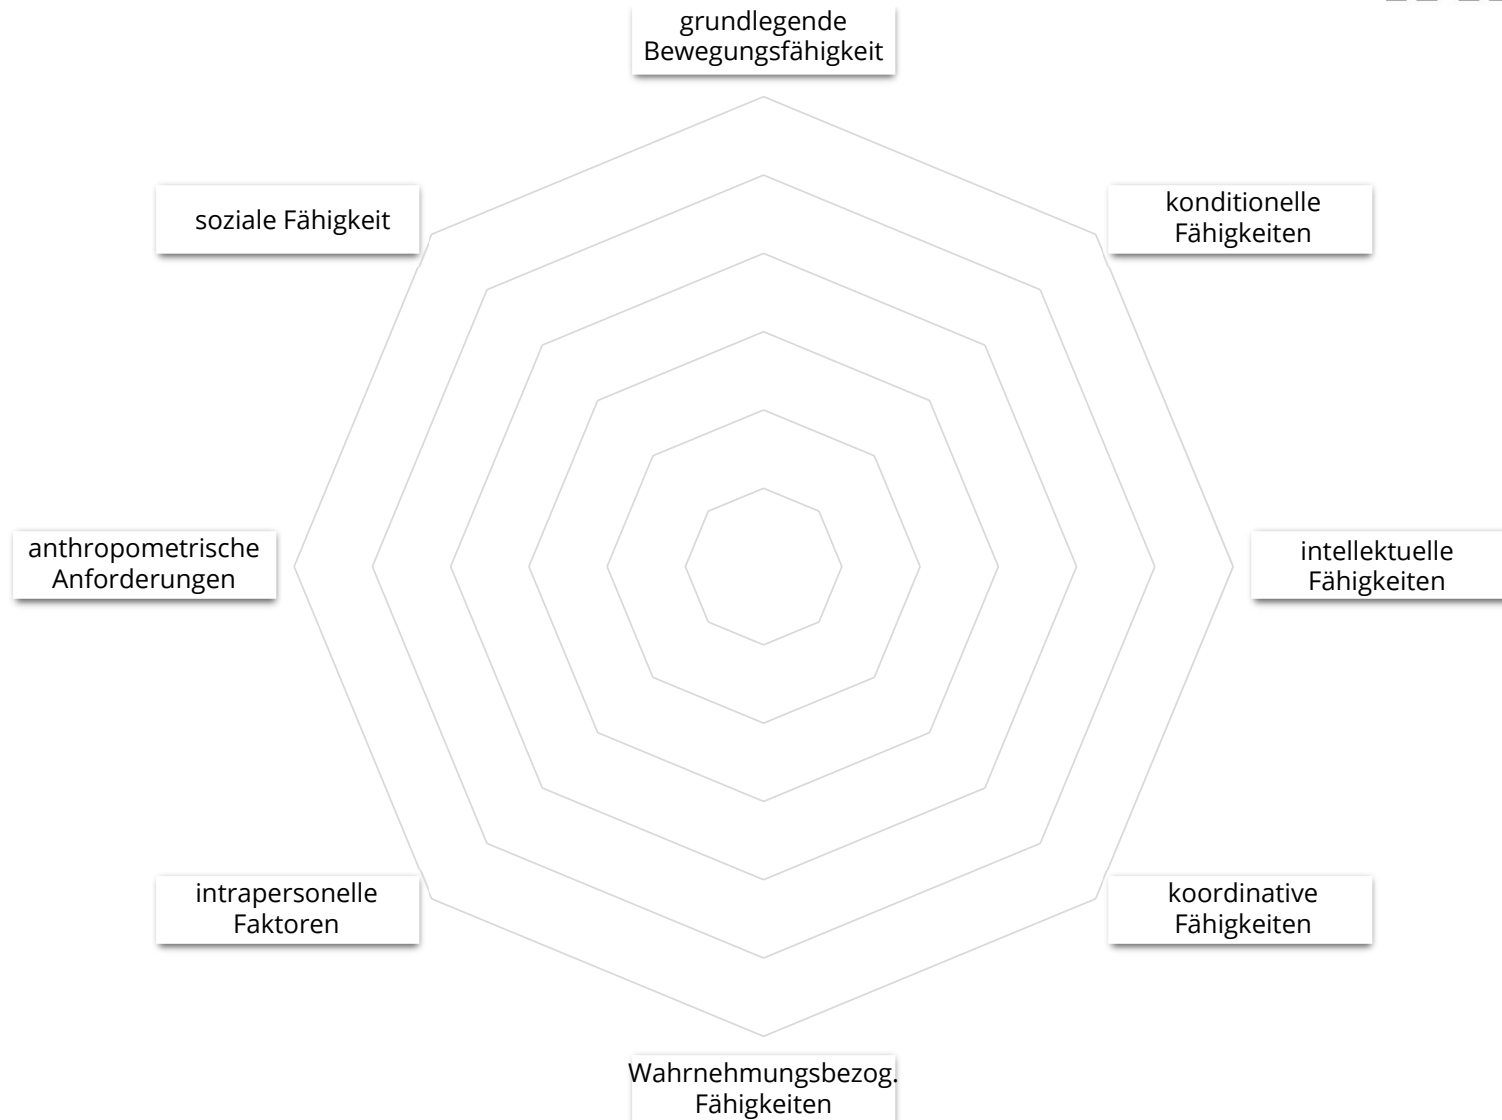 grundlegende
Bewegungsfähigkeit
soziale Fähigkeit
konditionelle
Fähigkeiten
anthropometrische
Anforderungen
intellektuelle
Fähigkeiten
intrapersonelle
Faktoren
koordinative
Fähigkeiten
Wahrnehmungsbezog.
Fähigkeiten